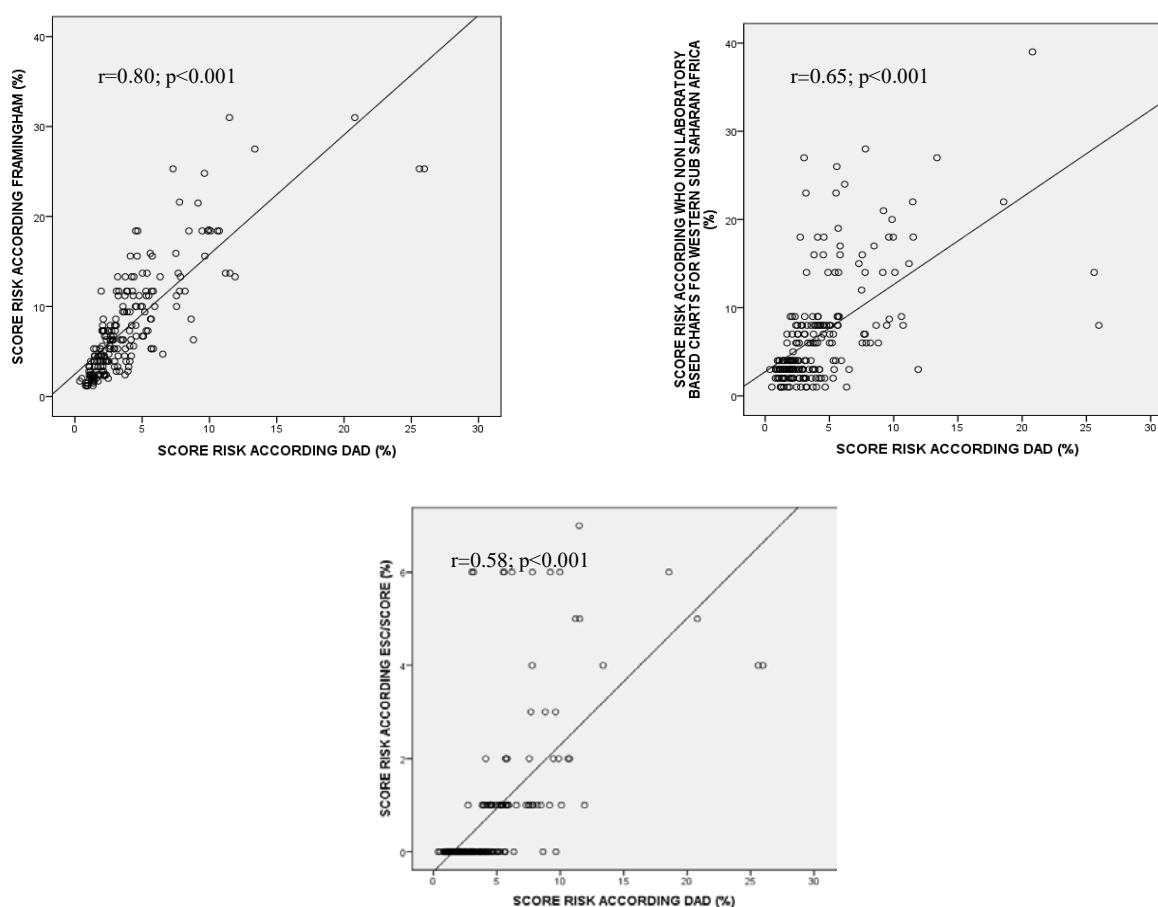 SCORE RISK ACCORDING FRAMINGHAM (%)
40
30
20
10
0
r=0.80; p<0.001
0 5 10 15 20 25 30
SCORE RISK ACCORDING DAD (%)
SCORE RISK ACCORDING WHO NON LABORATORY
BASED CHARTS FOR WESTERN SUB SAHARAN AFRICA
(%)
40
30
20
10
0
r=0.65; p<0.001
0 5 10 15 20 25 30
SCORE RISK ACCORDING DAD (%)
SCORE RISK ACCORDING ESC/SCORE (%)
6
4
2
0
r=0.58; p<0.001
0 5 10 15 20 25 30
SCORE RISK ACCORDING DAD (%)